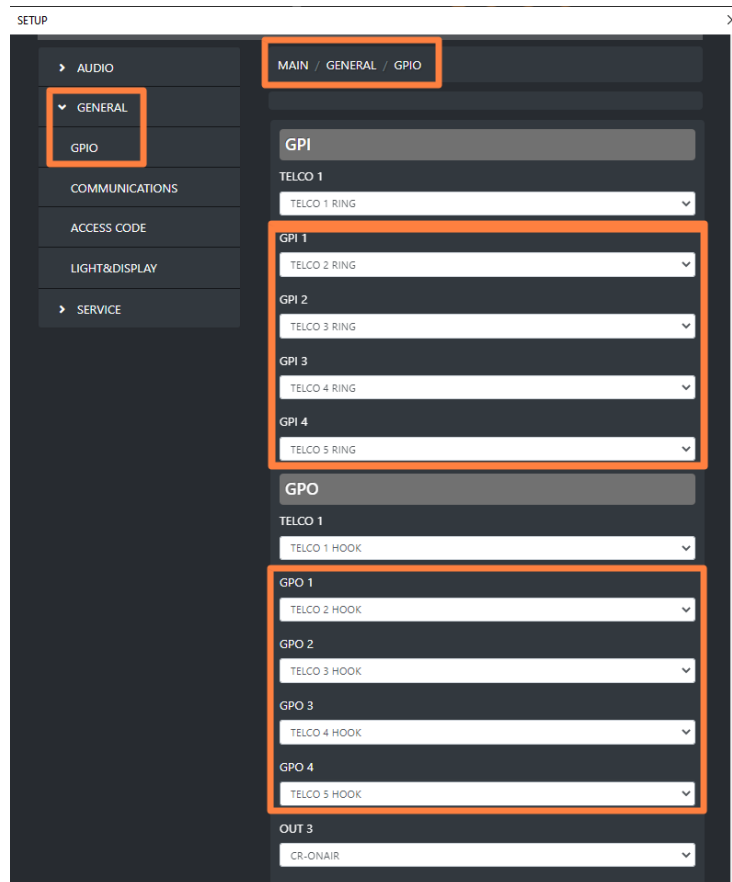 SETUP
AUDIO
GENERAL
GPIO
COMMUNICATIONS
ACCESS CODE
LIGHT&DISPLAY
SERVICE
MAIN / GENERAL / GPIO
GPI
TELCO 1
TELCO 1 RING
GPI 1
TELCO 2 RING
GPI 2
TELCO 3 RING
GPI 3
TELCO 4 RING
GPI 4
TELCO 5 RING
GPO
TELCO 1
TELCO 1 HOOK
GPO 1
TELCO 2 HOOK
GPO 2
TELCO 3 HOOK
GPO 3
TELCO 4 HOOK
GPO 4
TELCO 5 HOOK
OUT 3
CR-ONAIR